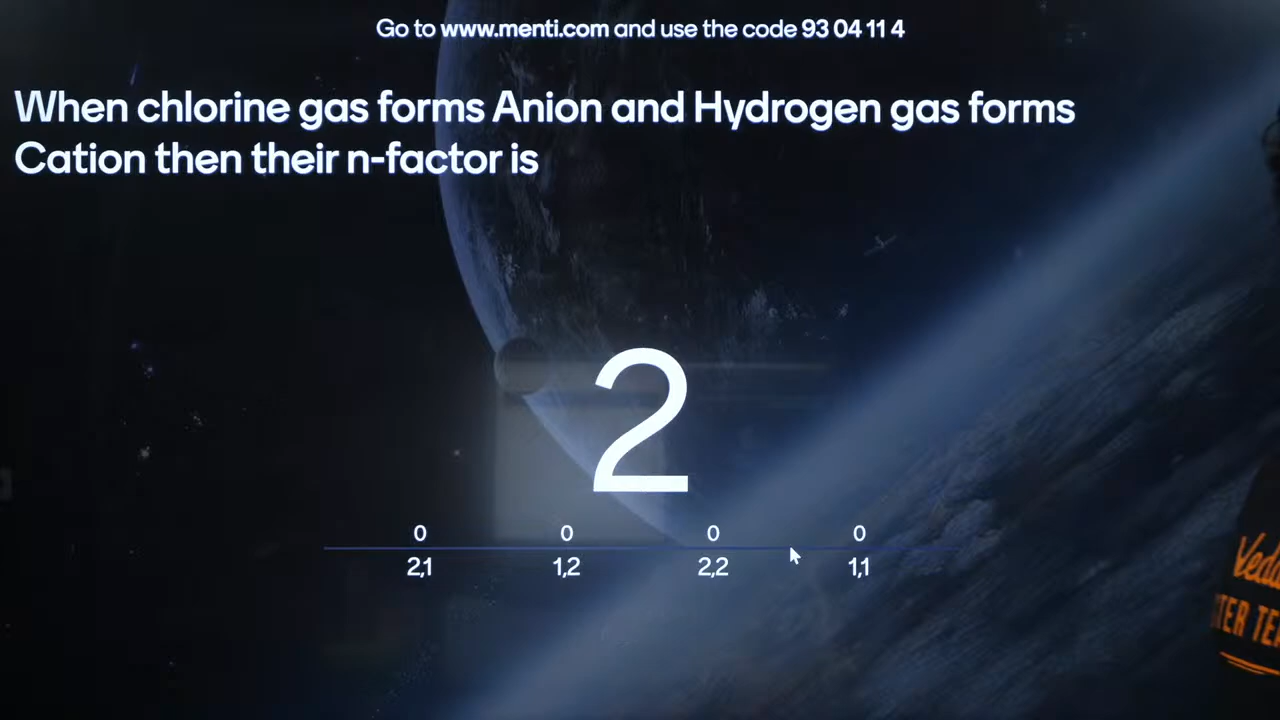 Go to www.menti.com and use the code 93 04 11 4
When chlorine gas forms Anion and Hydrogen gas forms
Cation then their n-factor is
2
0 0 0 0
2,1 1,2 2,2 1,1